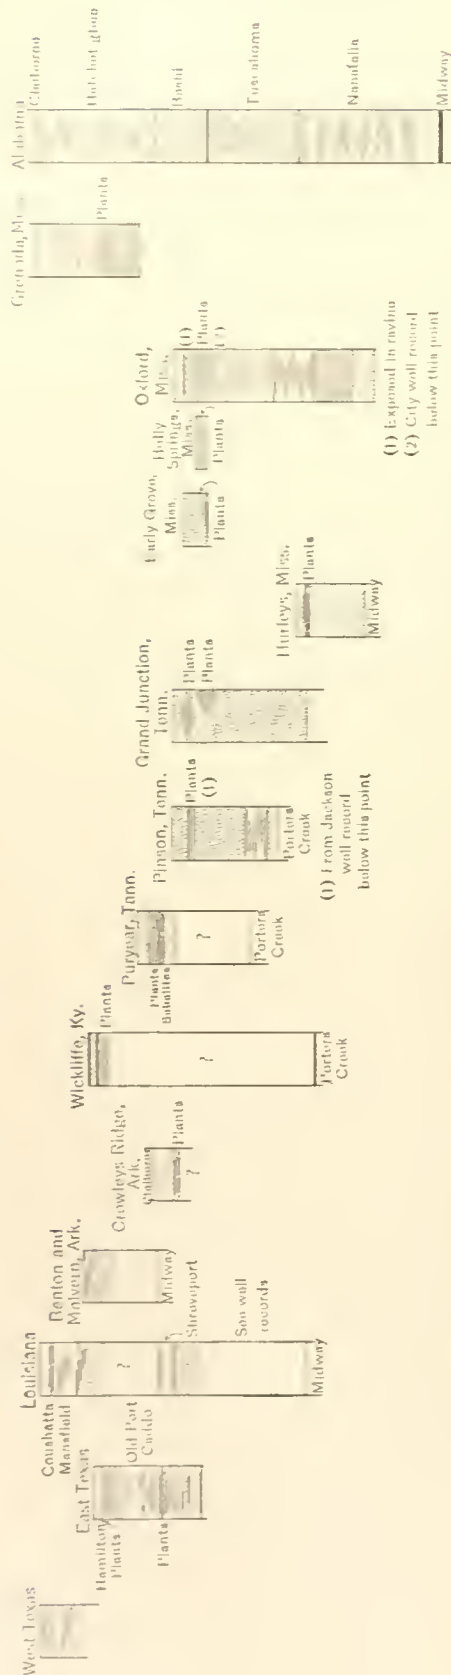 West Texas
Hamilton
Plants
East Texas
Plants
Old Port
Caddo
Coushatta
Mansfield
Louisiana
?
Shreveport
See well
records
Midway
Benton and
Malvern, Ark.
Midway
Crowleys Ridge,
Ark.
Claiborne
Plants
?
Wickliffe, Ky.
Plants
?
Porters
Creek
Puryear, Tenn.
Plants
?
Porters
Creek
Pinson, Tenn.
Plants
(1)
Porters
Creek
(1) From Jackson
well record
below this point
Grand Junction,
Tenn.
Plants
Plants
Hurleys, Miss.
Plants
Midway
Early Grove,
Miss.
Plants
Holly
Springs,
Miss.
Plants
Oxford,
Miss.
(1)
Plants
(2)
(1) Exposed in ravine
(2) City well record
below this point
Grenada, Miss.
Plants
Alabama
Claiborne
Nanafalia
Midway